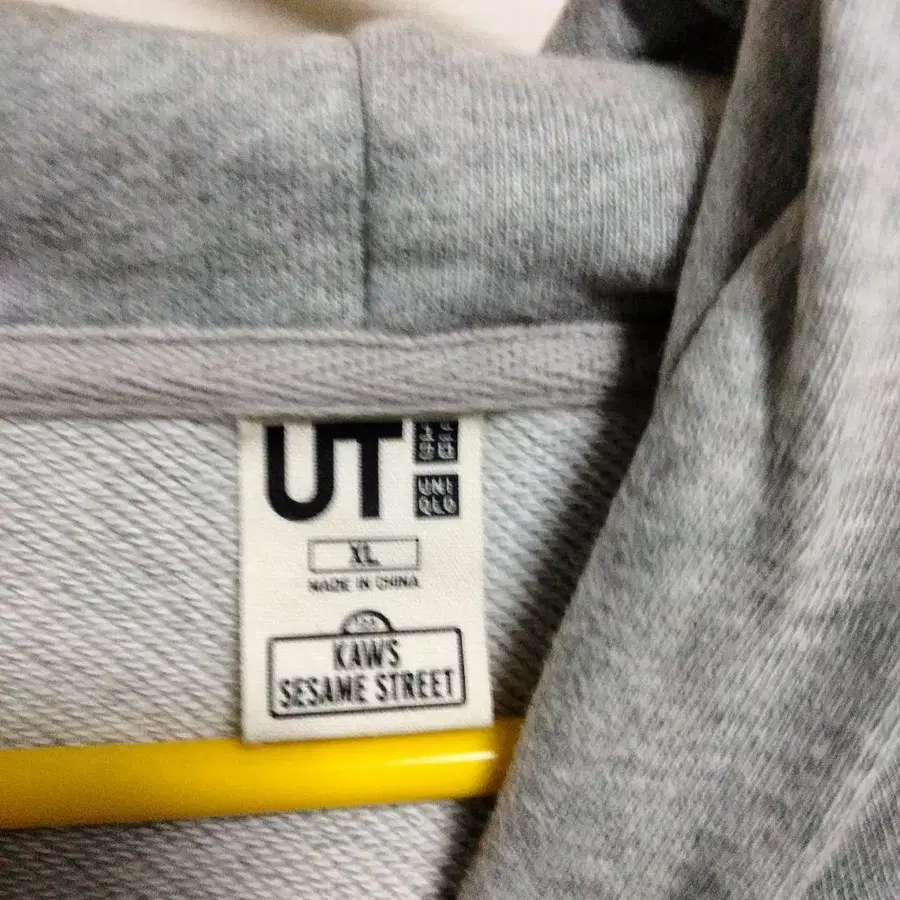 UT
UNI
QLO
XL
MADE IN CHINA
KAWS
SESAME STREET